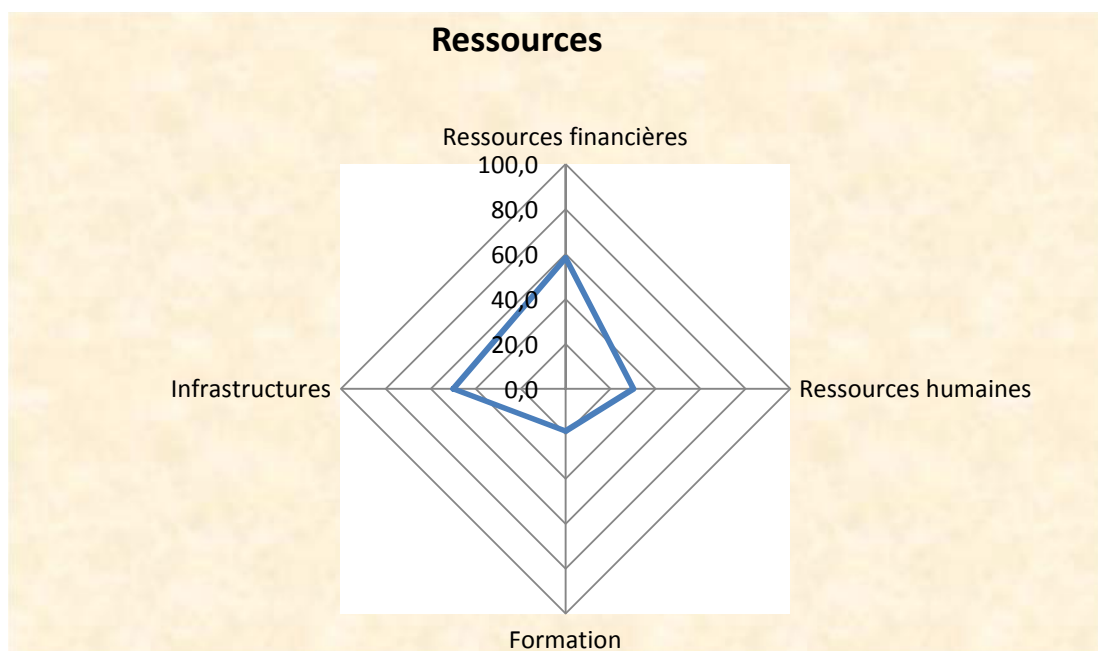 Ressources
Ressources financières
100,0
80,0
60,0
40,0
20,0
0,0
Infrastructures
Ressources humaines
Formation